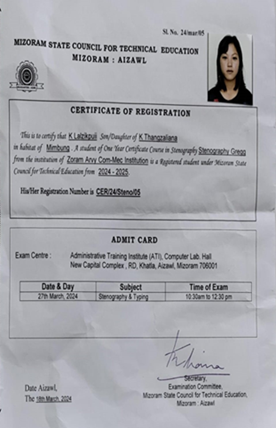 Sl. No. 24/mar/05
MIZORAM STATE COUNCIL FOR TECHNICAL EDUCATION
MIZORAM : AIZAWL
CERTIFICATE OF REGISTRATION
This is to certify that K Lalzikpuii Son/Daughter of K Thangzaliana
in habitat of Mimbung . A student of One Year Certificate Course in Stenography Stenography Gregg
from the institution of Zoram Arvy Com-Mec Institution is a Registered student under Mizoram State
Council for Technical Education from 2024 - 2025.
His/Her Registration Number is CER/24/Steno/05
ADMIT CARD
Exam Centre : Administrative Training Institute (ATI), Computer Lab. Hall
New Capital Complex , RD, Khatla, Aizawl, Mizoram 796001
Date & Day Subject Time of Exam
27th March, 2024 Stenography & Typing 10:30am to 12:30 pm
Secretary,
Examination Committee,
Date Aizawl, Mizoram State Council for Technical Education,
The 18th March, 2024 Mizoram : Aizawl